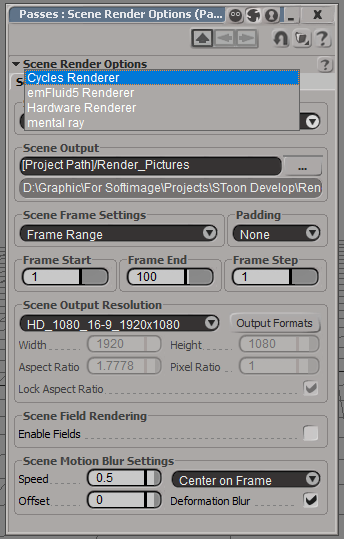 Passes : Scene Render Options (Pa...
Scene Render Options
Cycles Renderer
emFluid5 Renderer
Hardware Renderer
mental ray
Scene Output
[Project Path]/Render_Pictures
...
D:\Graphic\For Softimage\Projects\SToon Develop\Ren
Scene Frame Settings
Padding
Frame Range
None
Frame Start
Frame End
Frame Step
1
100
1
Scene Output Resolution
HD_1080_16-9_1920x1080
Output Formats
Width 1920 Height 1080
Aspect Ratio 1.7778 Pixel Ratio 1
Lock Aspect Ratio
Scene Field Rendering
Enable Fields
Scene Motion Blur Settings
Speed 0.5 Center on Frame
Offset 0 Deformation Blur